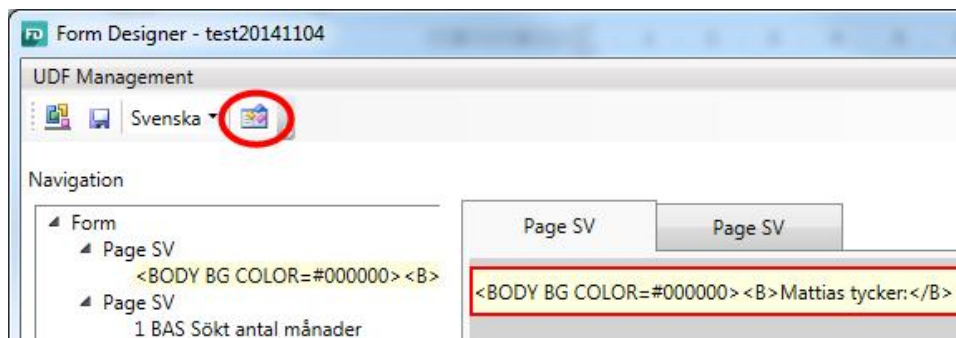 FD Form Designer - test20141104
UDF Management
Svenska
Navigation
Form
Page SV
<BODY BG COLOR=#000000><B>
Page SV
1 BAS Sökt antal månader
Page SV Page SV
<BODY BG COLOR=#000000><B>Mattias tycker:</B>